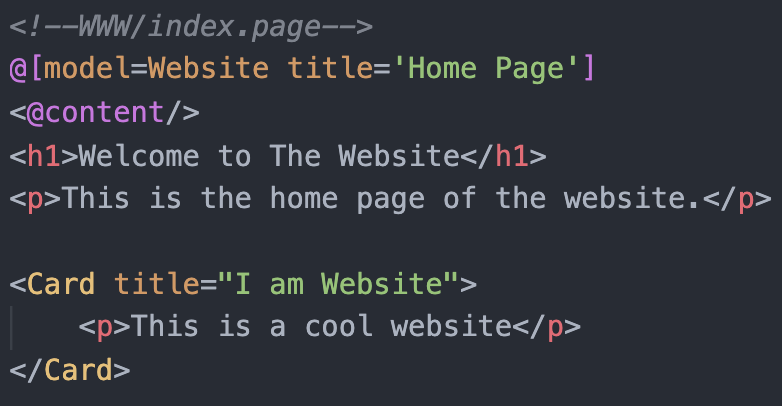 <!--WWW/index.page-->
@[model=Website title='Home Page']
<@content/>
<h1>Welcome to The Website</h1>
<p>This is the home page of the website.</p>
<Card title="I am Website">
    <p>This is a cool website</p>
</Card>